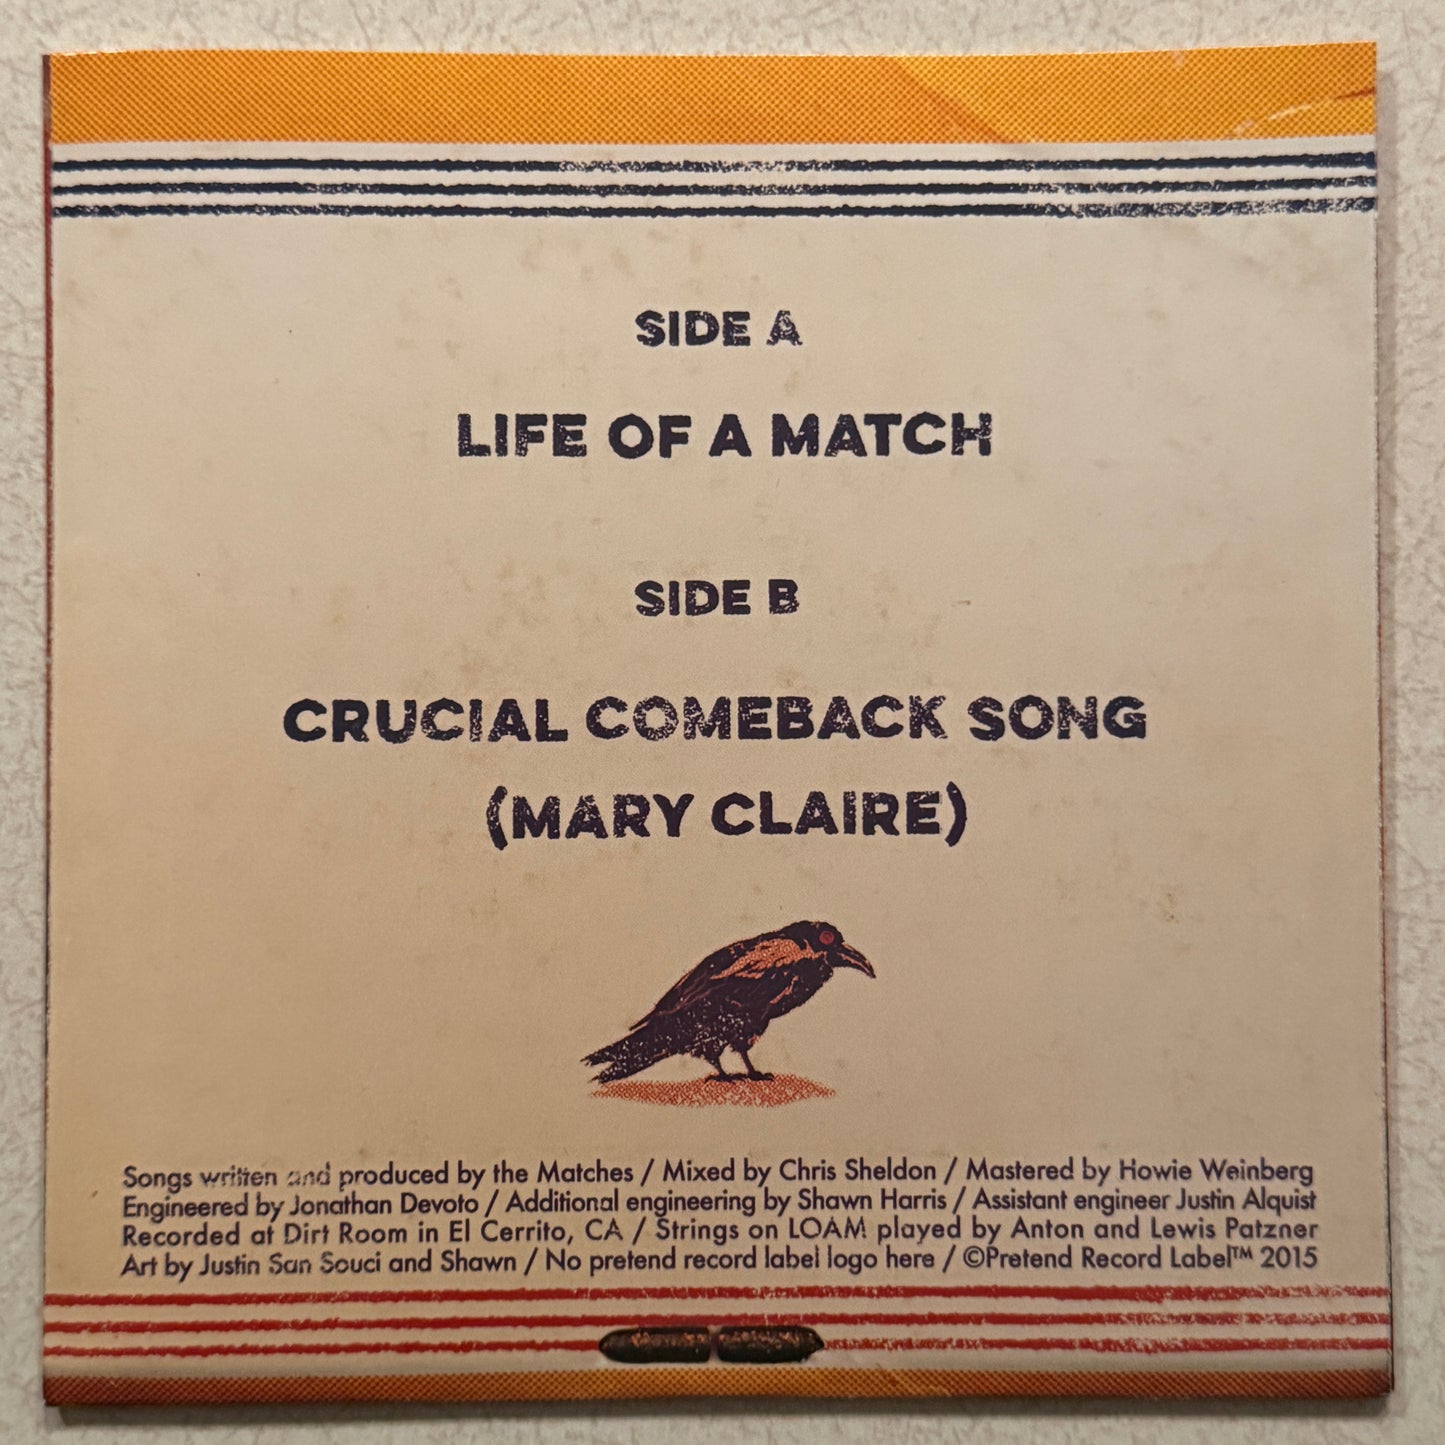 SIDE A
LIFE OF A MATCH
SIDE B
CRUCIAL COMEBACK SONG
(MARY CLAIRE)
Songs written and produced by the Matches / Mixed by Chris Sheldon / Mastered by Howie Weinberg
Engineered by Jonathan Devoto / Additional engineering by Shawn Harris / Assistant engineer Justin Alquist
Recorded at Dirt Room in El Cerrito, CA / Strings on LOAM played by Anton and Lewis Patzner
Art by Justin San Souci and Shawn / No pretend record label logo here / ©Pretend Record Label™ 2015